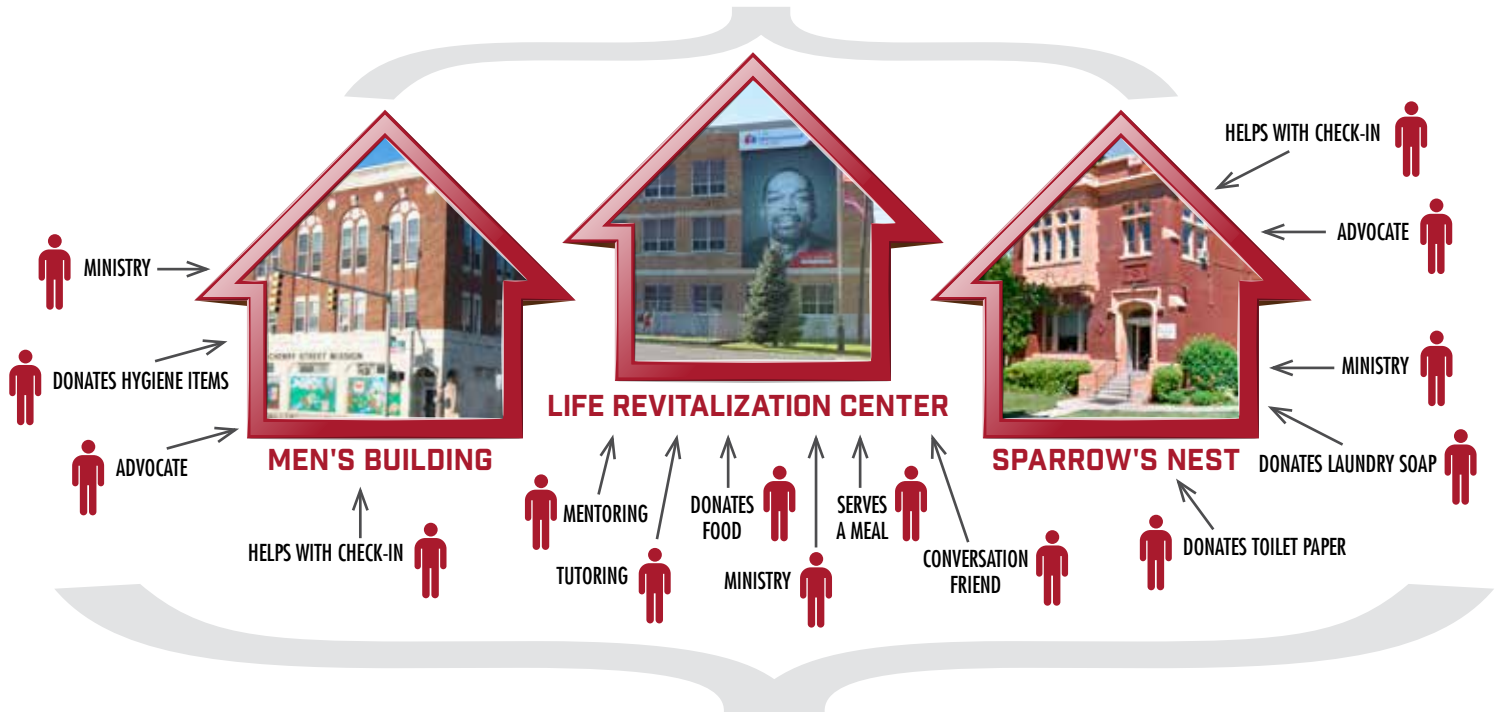 HELPS WITH CHECK-IN
ADVOCATE
MINISTRY
MINISTRY
CHERRY STREET MISSION
DONATES HYGIENE ITEMS
ADVOCATE
LIFE REVITALIZATION CENTER
MEN'S BUILDING
SPARROW'S NEST
DONATES LAUNDRY SOAP
MENTORING
DONATES
FOOD
SERVES
A MEAL
HELPS WITH CHECK-IN
TUTORING
MINISTRY
CONVERSATION
FRIEND
DONATES TOILET PAPER